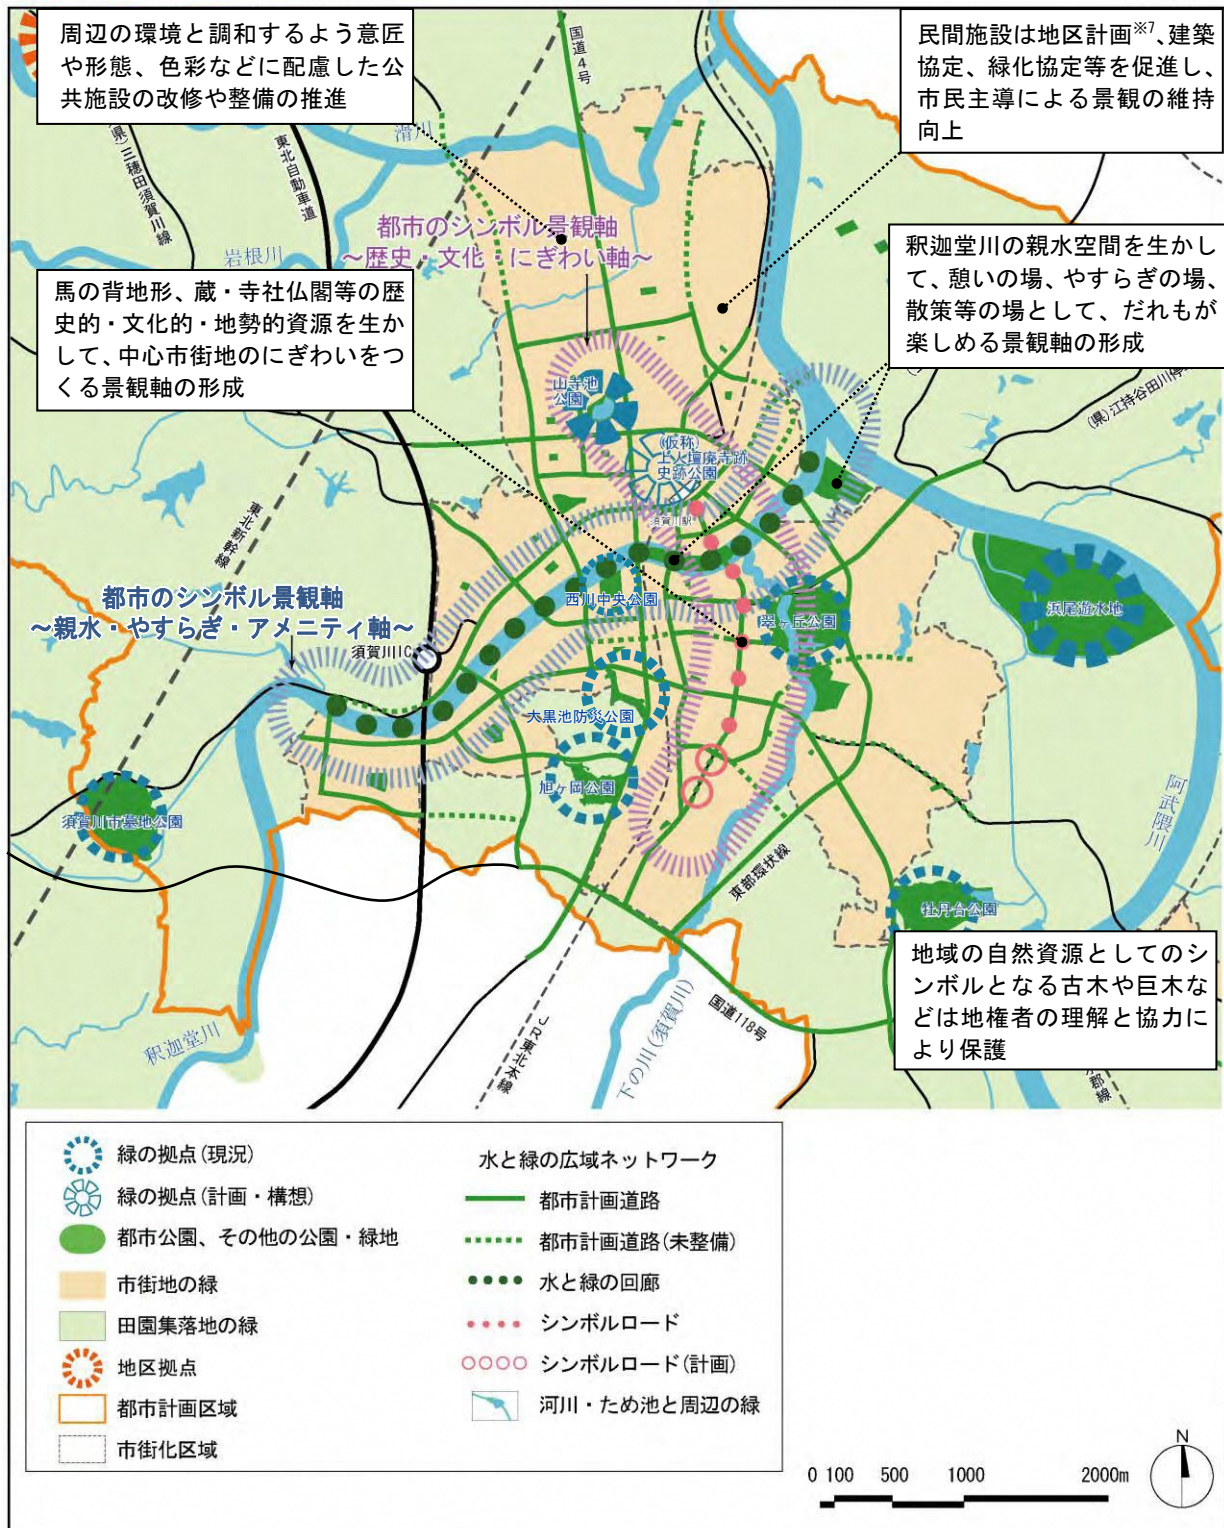 周辺の環境と調和するよう意匠
や形態、色彩などに配慮した公
共施設の改修や整備の推進
民間施設は地区計画※7、建築
協定、緑化協定等を促進し、
市民主導による景観の維持
向上
国道4号
滑川
(県)三穂田須賀川線
東北自動車道
都市のシンボル景観軸
～歴史・文化・にぎわい軸～
岩根川
釈迦堂川の親水空間を生かし
て、憩いの場、やすらぎの場、
散策等の場として、だれもが
楽しめる景観軸の形成
馬の背地形、蔵・寺社仏閣等の歴
史的・文化的・地勢的資源を生か
して、中心市街地のにぎわいをつ
くる景観軸の形成
山寺池
公園
(仮称)
上人壇廃寺跡
史跡公園
須賀川駅
東北新幹線
都市のシンボル景観軸
～親水・やすらぎ・アメニティ軸～
須賀川IC
西川中央公園
翠ヶ丘公園
浜尾遊水地
大黒池防災公園
旭ヶ岡公園
須賀川市墓地公園
阿武隈川
東部環状線
牡丹台公園
地域の自然資源としてのシ
ンボルとなる古木や巨木な
どは地権者の理解と協力に
より保護
釈迦堂川
JR東北本線
下の川(須賀川)
国道118号
郡線
緑の拠点(現況)
緑の拠点(計画・構想)
都市公園、その他の公園・緑地
市街地の緑
田園集落地の緑
地区拠点
都市計画区域
市街化区域
水と緑の広域ネットワーク
都市計画道路
都市計画道路(未整備)
水と緑の回廊
シンボルロード
シンボルロード(計画)
河川・ため池と周辺の緑
N
0 100 500 1000 2000m